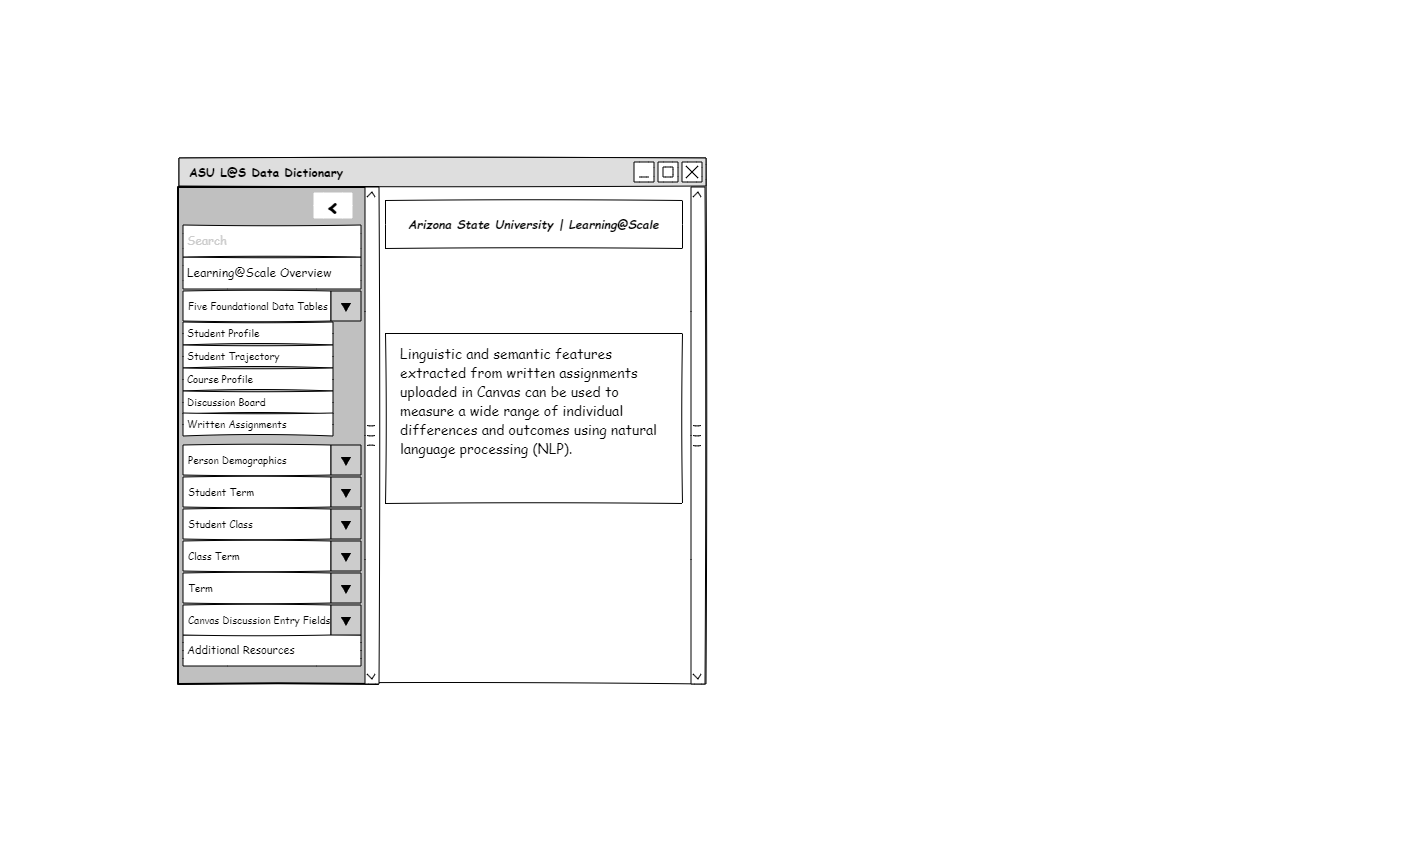 ASU L@S Data Dictionary
Search
Learning@Scale Overview
Five Foundational Data Tables
Student Profile
Student Trajectory
Course Profile
Discussion Board
Written Assignments
Person Demographics
Student Term
Student Class
Class Term
Term
Canvas Discussion Entry Fields
Additional Resources
Arizona State University | Learning@Scale
Linguistic and semantic features
extracted from written assignments
uploaded in Canvas can be used to
measure a wide range of individual
differences and outcomes using natural
language processing (NLP).